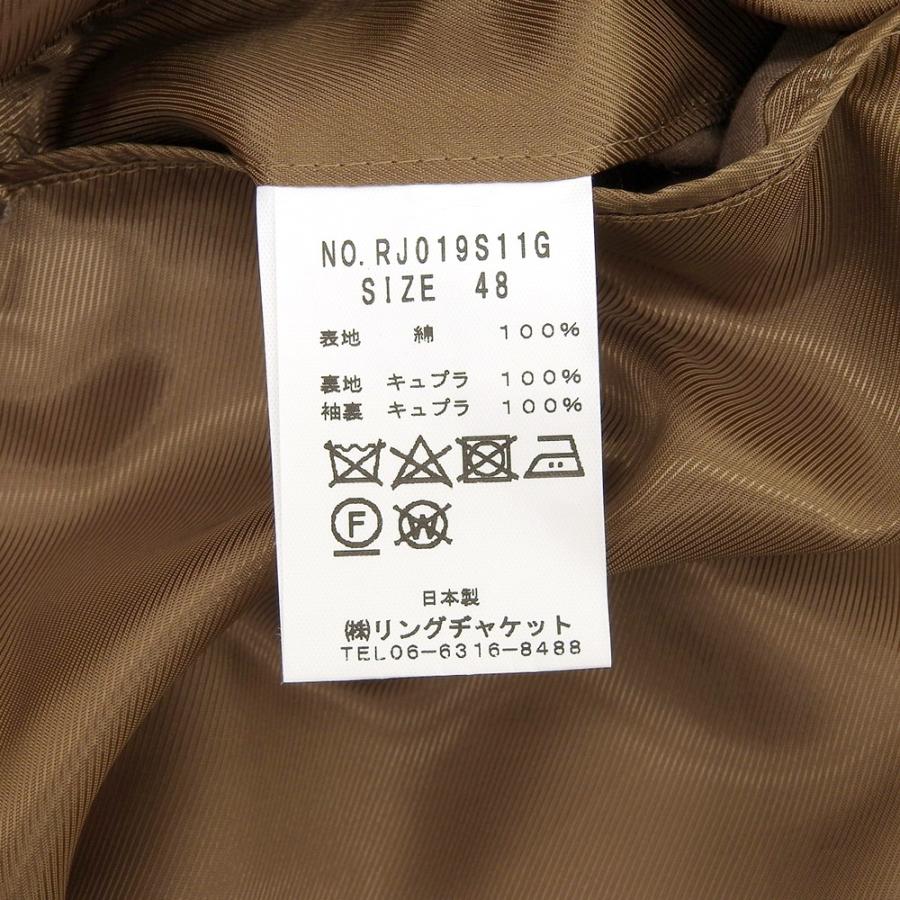 NO.RJ019S11G
SIZE 48
表地 綿 100%
裏地 キュプラ 100%
袖裏 キュプラ 100%
F W
日本製
㈱リングヂャケット
TEL06-6316-8488